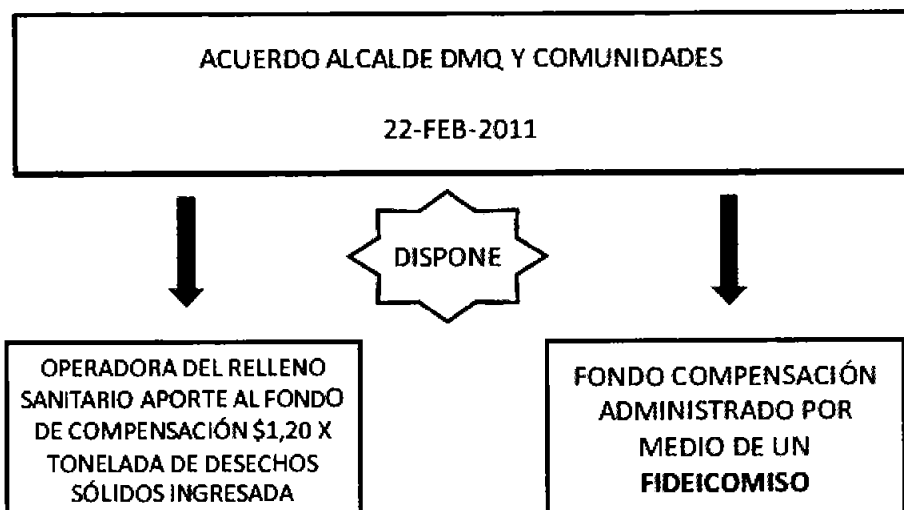 ACUERDO ALCALDE DMQ Y COMUNIDADES
22-FEB-2011
DISPONE
OPERADORA DEL RELLENO
SANITARIO APORTE AL FONDO
DE COMPENSACIÓN $1,20 X
TONELADA DE DESECHOS
SÓLIDOS INGRESADA
FONDO COMPENSACIÓN
ADMINISTRADO POR
MEDIO DE UN
FIDEICOMISO